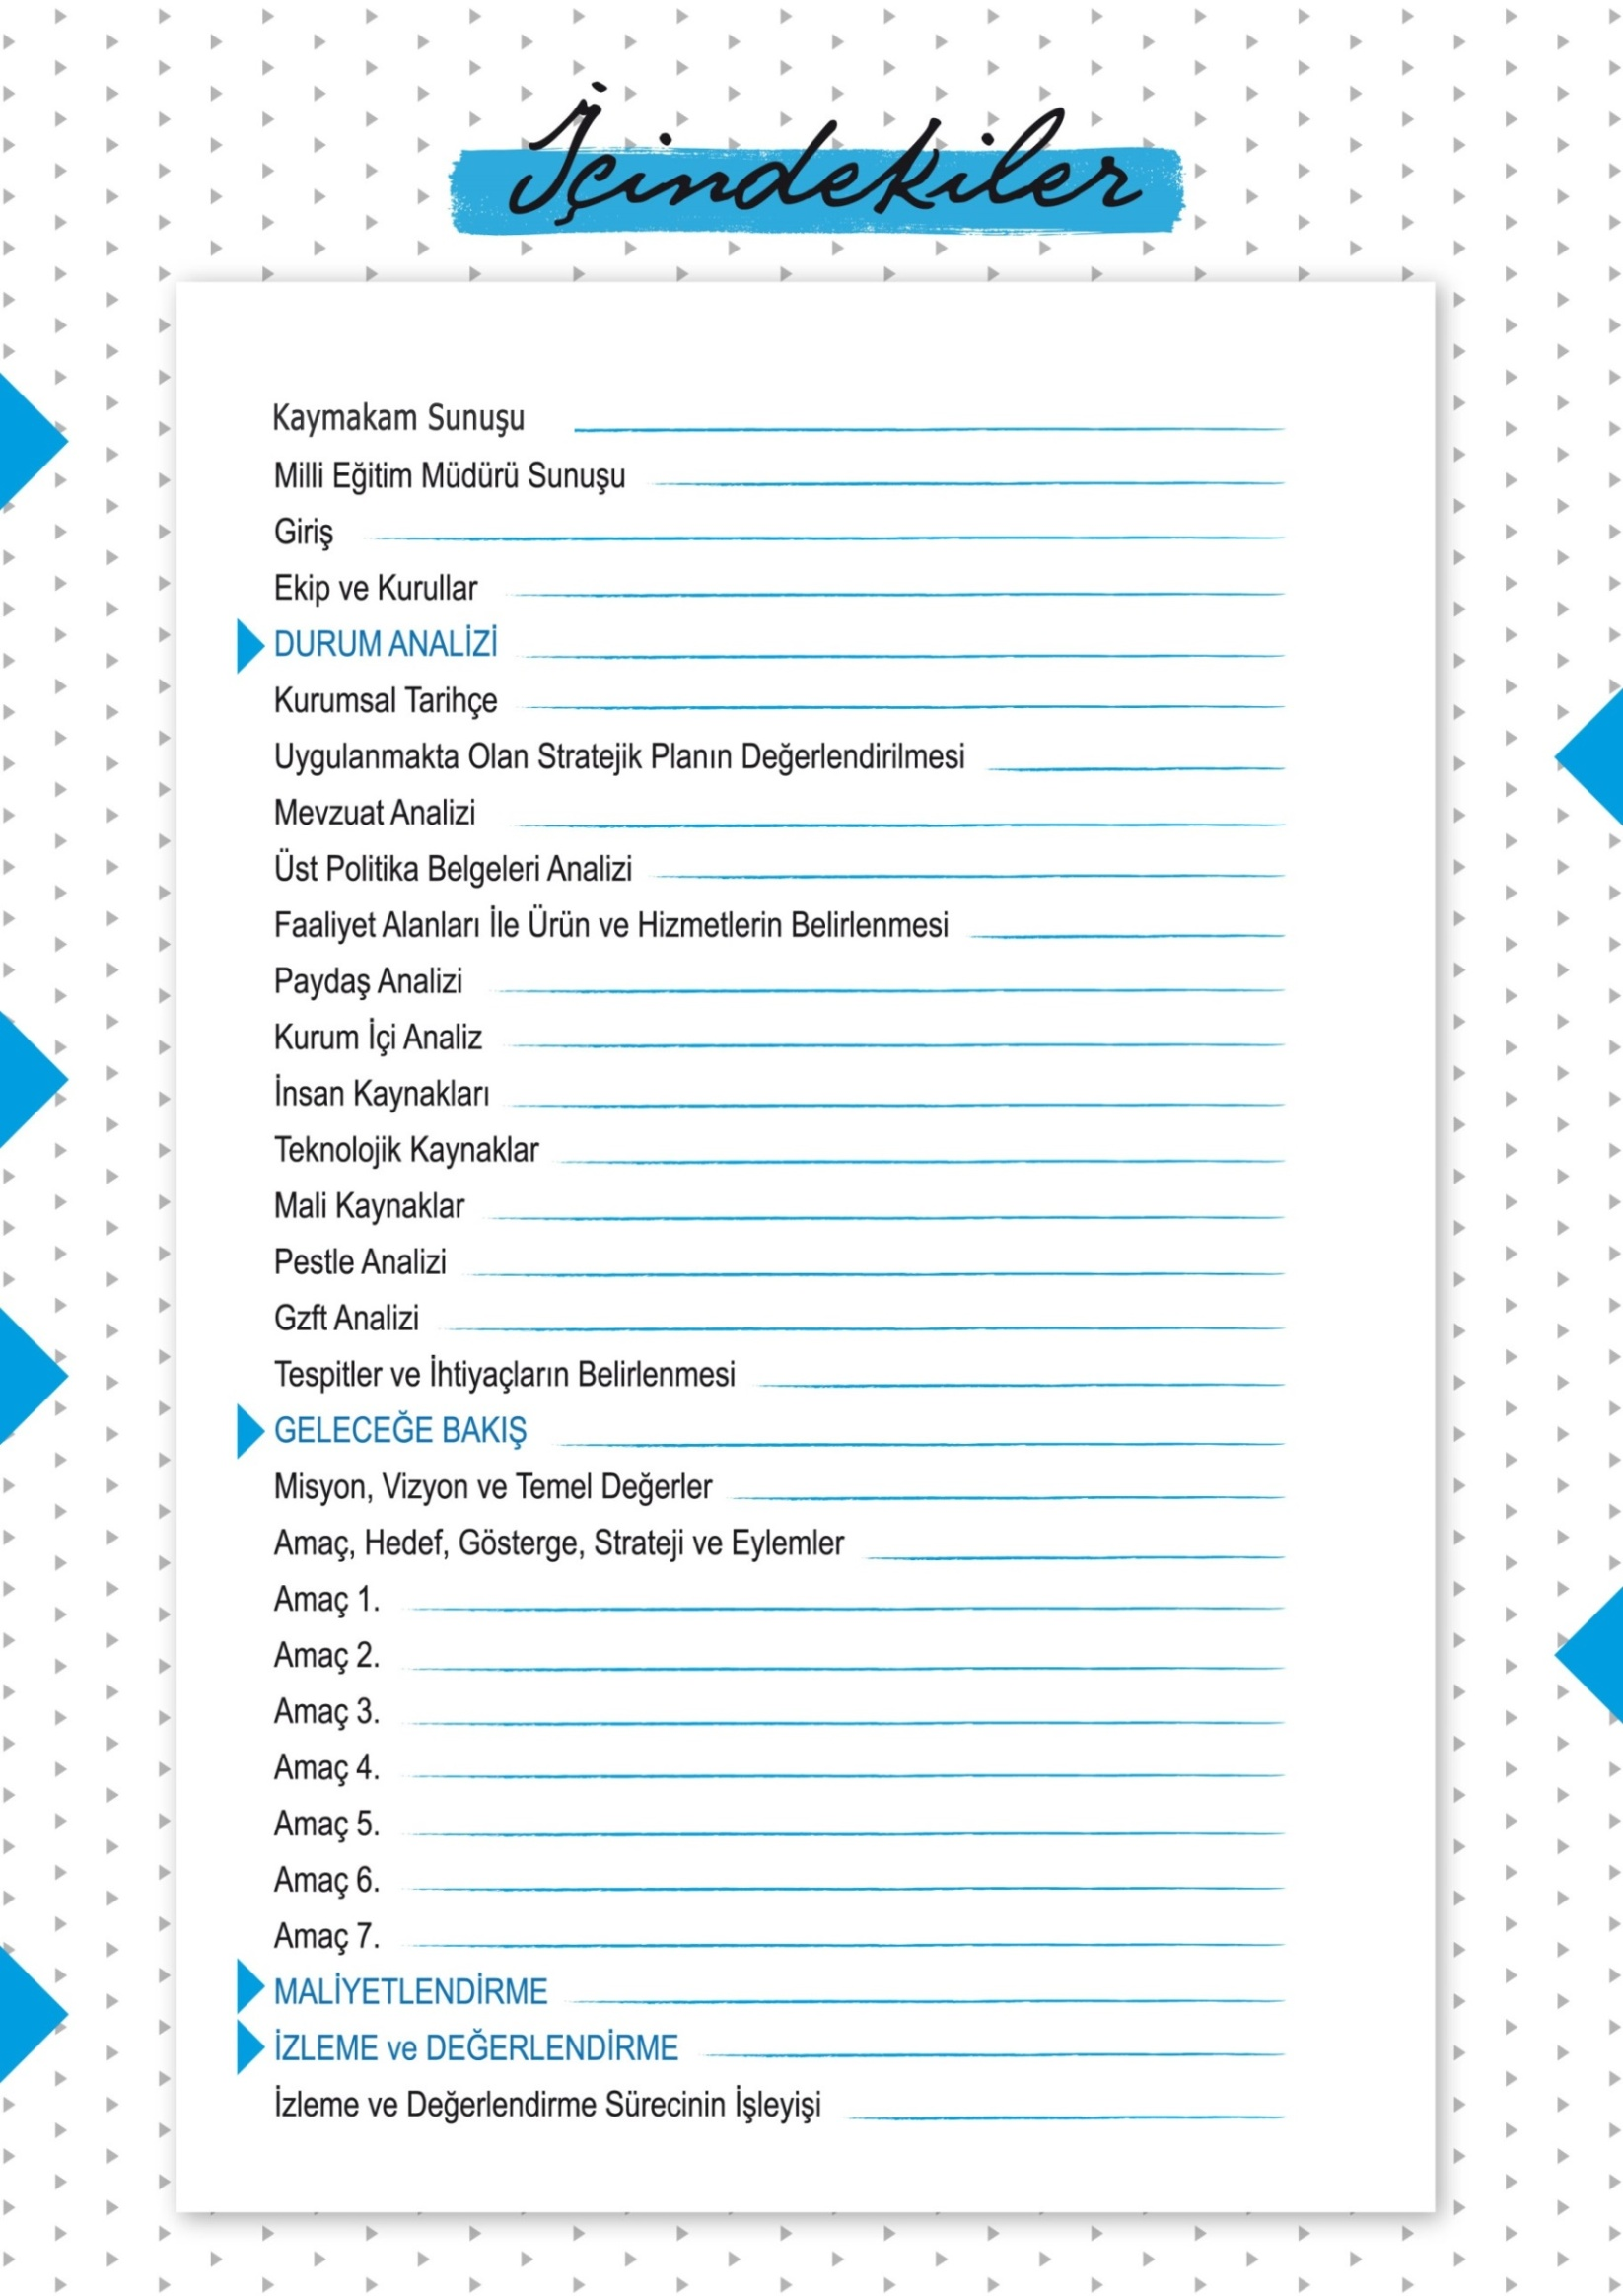 İçindekiler
Kaymakam Sunuşu
Milli Eğitim Müdürü Sunuşu
Giriş
Ekip ve Kurullar
DURUM ANALİZİ
Kurumsal Tarihçe
Uygulanmakta Olan Stratejik Planın Değerlendirilmesi
Mevzuat Analizi
Üst Politika Belgeleri Analizi
Faaliyet Alanları İle Ürün ve Hizmetlerin Belirlenmesi
Paydaş Analizi
Kurum İçi Analiz
İnsan Kaynakları
Teknolojik Kaynaklar
Mali Kaynaklar
Pestle Analizi
Gzft Analizi
Tespitler ve İhtiyaçların Belirlenmesi
GELECEĞE BAKIŞ
Misyon, Vizyon ve Temel Değerler
Amaç, Hedef, Gösterge, Strateji ve Eylemler
Amaç 1.
Amaç 2.
Amaç 3.
Amaç 4.
Amaç 5.
Amaç 6.
Amaç 7.
MALİYETLENDİRME
İZLEME ve DEĞERLENDİRME
İzleme ve Değerlendirme Sürecinin İşleyişi